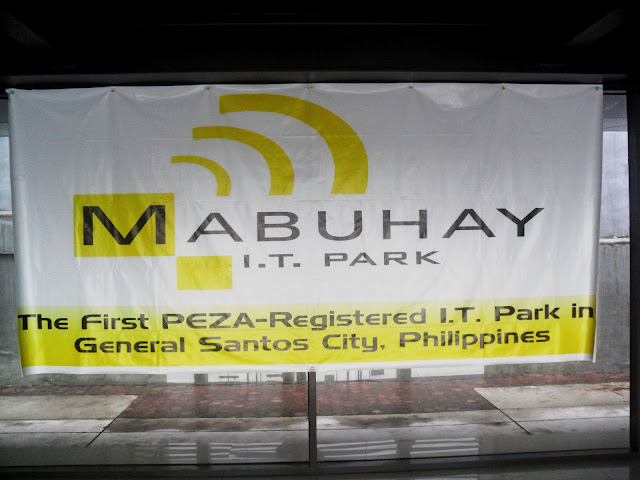 MABUHAY
I.T. PARK
The First PEZA-Registered I.T. Park in
General Santos City, Philippines